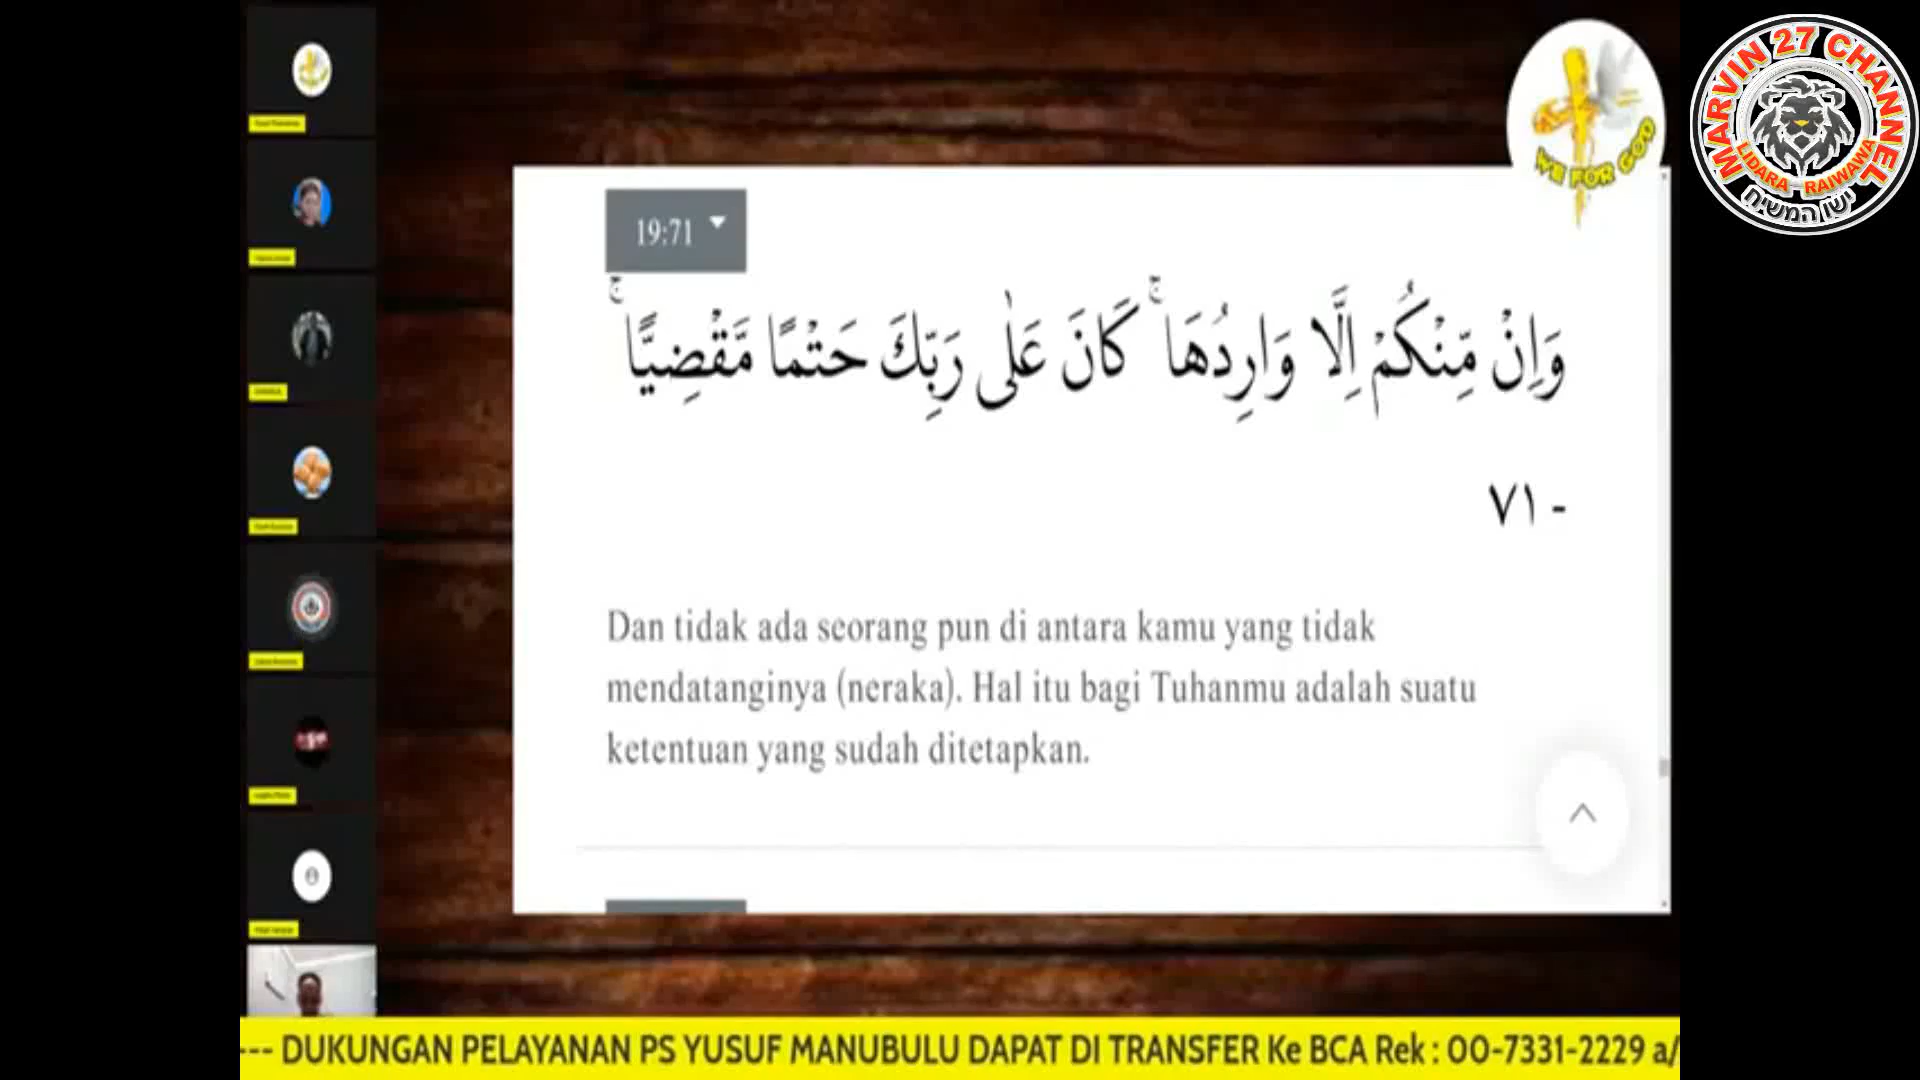 WE FOR GOD
MARVIN 27 CHANNEL
LIDARA - RAIWAWA
ישו המשיח
19:71
وَاِنْ مِّنْكُمْ اِلَّا وَارِدُهَا ۚ كَانَ عَلٰى رَبِّكَ حَتْمًا مَّقْضِيًّا ۚ
- ٧١
Dan tidak ada seorang pun di antara kamu yang tidak
mendatanginya (neraka). Hal itu bagi Tuhanmu adalah suatu
ketentuan yang sudah ditetapkan.
--- DUKUNGAN PELAYANAN PS YUSUF MANUBULU DAPAT DI TRANSFER Ke BCA Rek : 00-7331-2229 a/